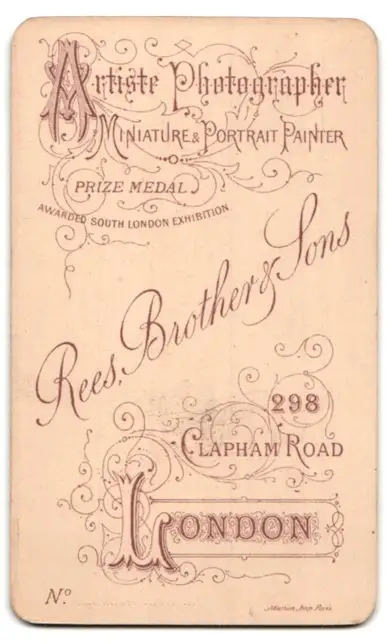 Artiste Photographer
MINIATURE & PORTRAIT PAINTER
PRIZE MEDAL
AWARDED SOUTH LONDON EXHIBITION
Rees, Brother & Sons
298
CLAPHAM ROAD
LONDON
Nº
Paris